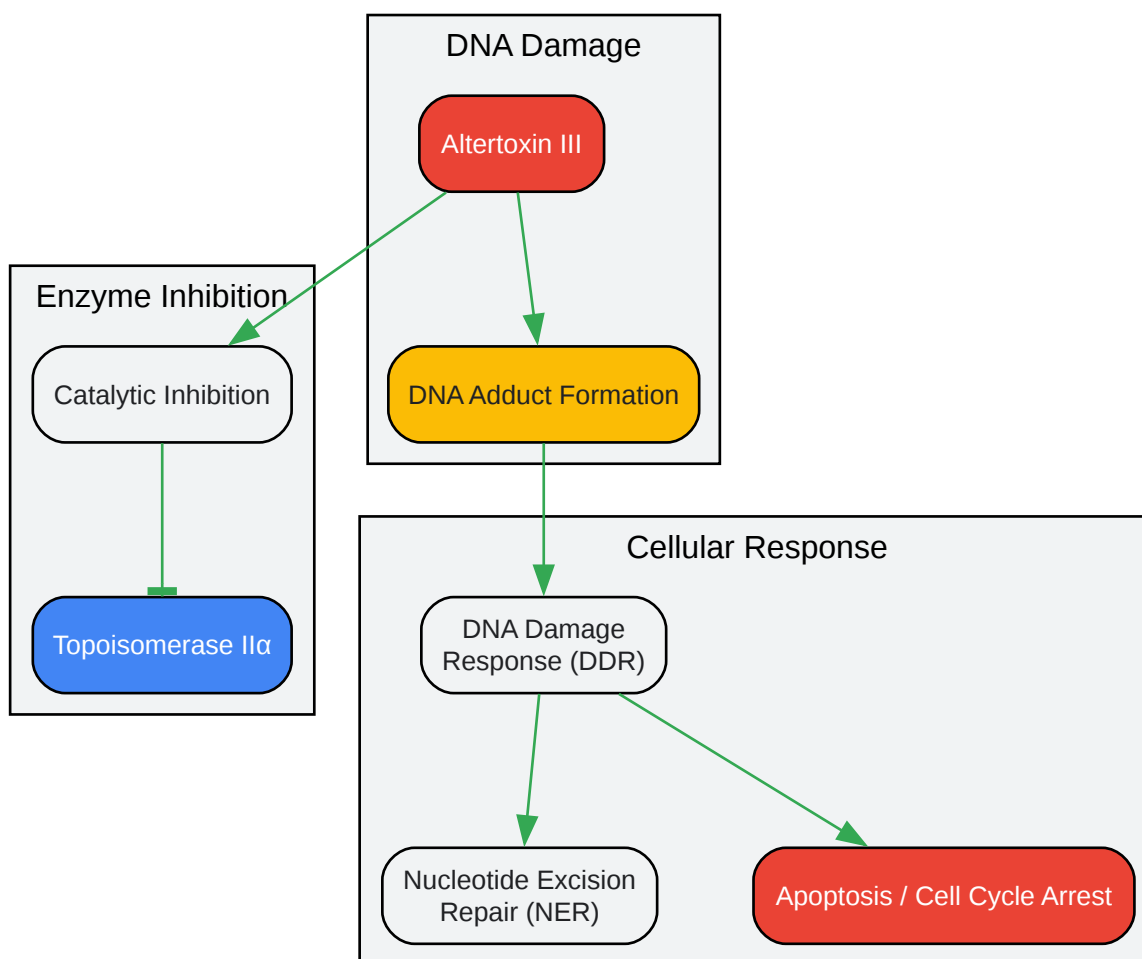 DNA Damage
Altertoxin III
Enzyme Inhibition
Catalytic Inhibition
DNA Adduct Formation
Cellular Response
Topoisomerase IIα
DNA Damage
Response (DDR)
Nucleotide Excision
Repair (NER)
Apoptosis / Cell Cycle Arrest